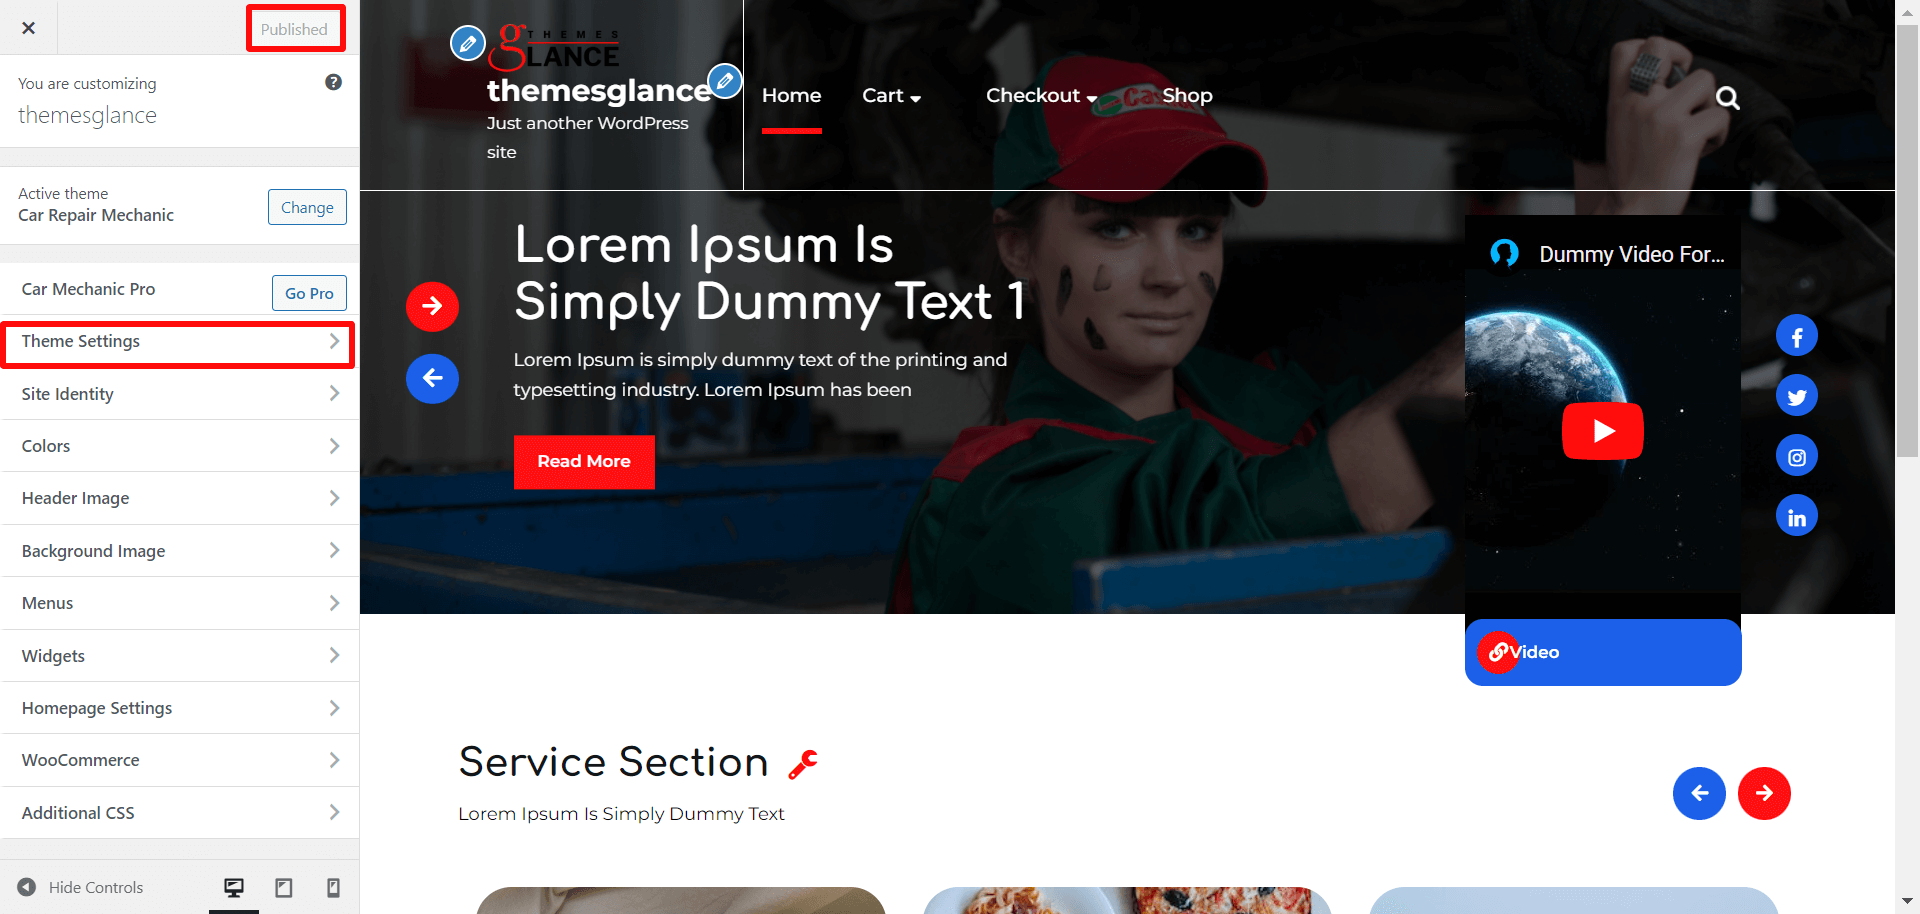 Published
You are customizing
themesglance
Active theme
Car Repair Mechanic
Change
Car Mechanic Pro
Go Pro
Theme Settings
Site Identity
Colors
Header Image
Background Image
Menus
Widgets
Homepage Settings
WooCommerce
Additional CSS
Hide Controls
THEMES
gLANCE
themesglance
Just another WordPress
site
Home
Cart
Checkout
Shop
Lorem Ipsum Is
Simply Dummy Text 1
Lorem Ipsum is simply dummy text of the printing and
typesetting industry. Lorem Ipsum has been
Read More
Dummy Video For...
Video
Service Section
Lorem Ipsum Is Simply Dummy Text